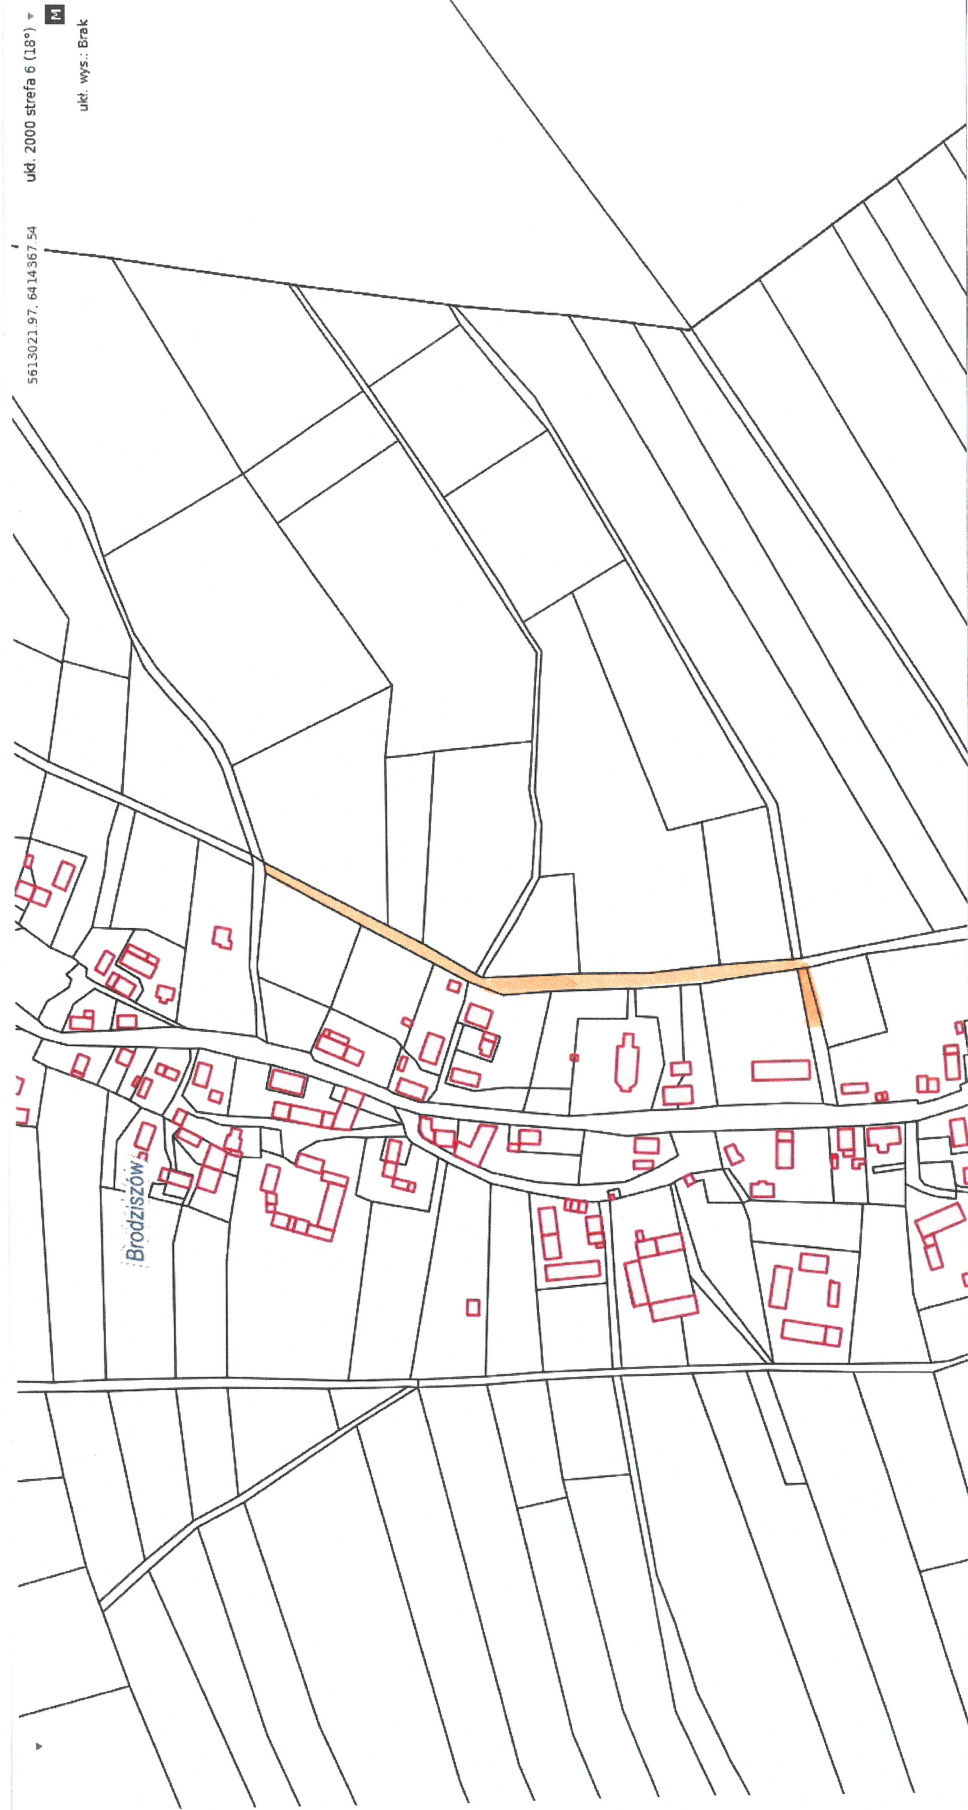 5613021.97, 6414367.54 ukł. 2000 strefa 6 (18°)
M
ukł. wys.: Brak
Brodziszów